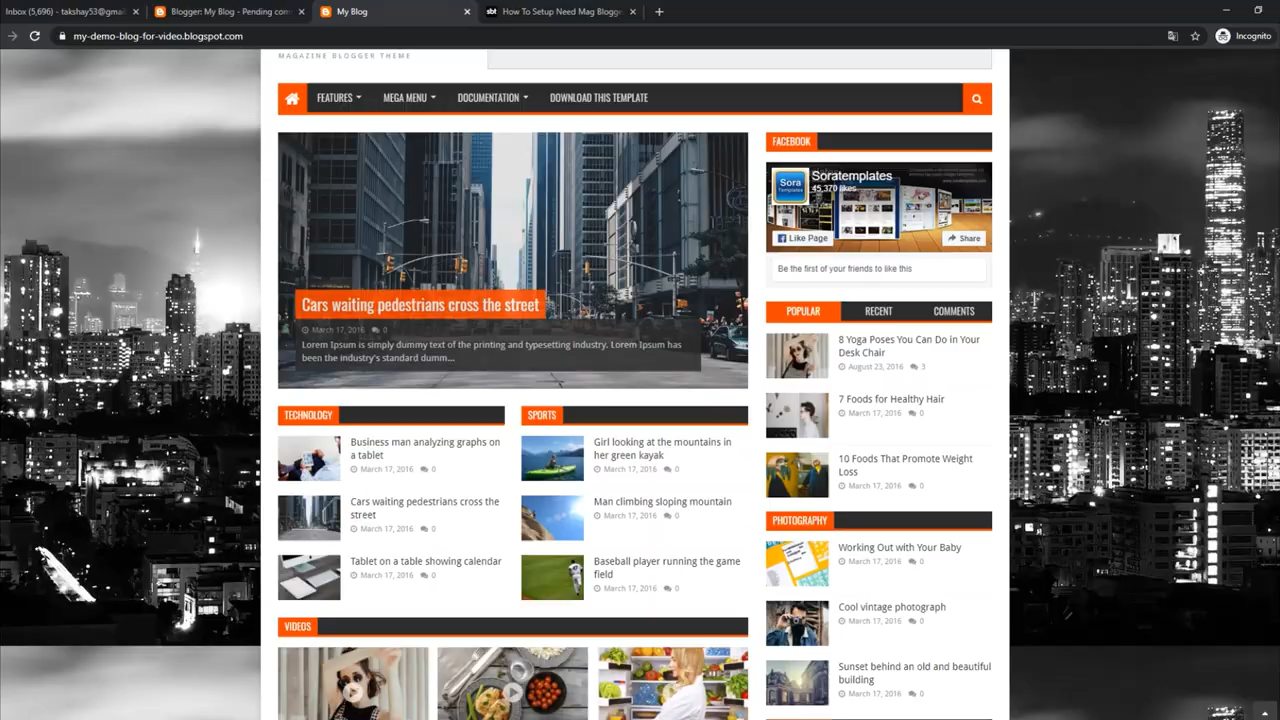 Inbox (5,696) - takshay53@gmail
Blogger: My Blog - Pending com
My Blog
sbt
How To Setup Need Mag Blogge
my-demo-blog-for-video.blogspot.com
Incognito
MAGAZINE BLOGGER THEME
FEATURES
MEGA MENU
DOCUMENTATION
DOWNLOAD THIS TEMPLATE
Cars waiting pedestrians cross the street
March 17, 2016 0
Lorem Ipsum is simply dummy text of the printing and typesetting industry. Lorem Ipsum has
been the industry's standard dumm...
TECHNOLOGY
Business man analyzing graphs on
a tablet
March 17, 2016 0
Cars waiting pedestrians cross the
street
March 17, 2016 0
Tablet on a table showing calendar
March 17, 2016 0
SPORTS
Girl looking at the mountains in
her green kayak
March 17, 2016 0
Man climbing sloping mountain
March 17, 2016 0
Baseball player running the game
field
March 17, 2016 0
VIDEOS
FACEBOOK
Sora
Templates
Soratemplates
45,370 likes
Like Page
Share
Be the first of your friends to like this
POPULAR
RECENT
COMMENTS
8 Yoga Poses You Can Do in Your
Desk Chair
August 23, 2016 3
7 Foods for Healthy Hair
March 17, 2016 0
10 Foods That Promote Weight
Loss
March 17, 2016 0
PHOTOGRAPHY
Working Out with Your Baby
March 17, 2016 0
Cool vintage photograph
March 17, 2016 0
Sunset behind an old and beautiful
building
March 17, 2016 0